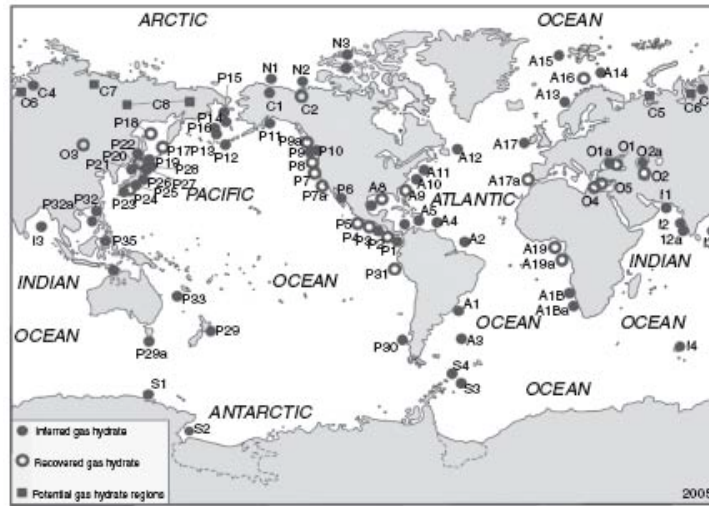 ARCTIC
OCEAN
N3
N1
N2
P15
A15
A14
A16
C4
C7
C6
C8
C1
C2
A13
C5
C6
P18
P14
P16
P11
O3
P22
P20
P21
P17
P13
P12
P9a
P9
P10
A12
A17
O1a
O1
O2a
P19
P28
P8
A11
P26
P27
P7
A10
PACIFIC
P25
P24
P23
P7a
P6
A8
A9
ATLANTIC
A17a
O5
O2
O4
P32a
P32
A5
A4
I1
I3
P5
P4
P3
P2
P1
A2
I2
12a
P35
A19
A19a
INDIAN
OCEAN
P31
INDIAN
P34
P33
A1B
A1Ba
A1
OCEAN
P29
P30
A3
OCEAN
OCEAN
P29a
I4
S4
S3
S1
OCEAN
ANTARCTIC
S2
Inferred gas hydrate
Recovered gas hydrate
Potential gas hydrate regions
2005